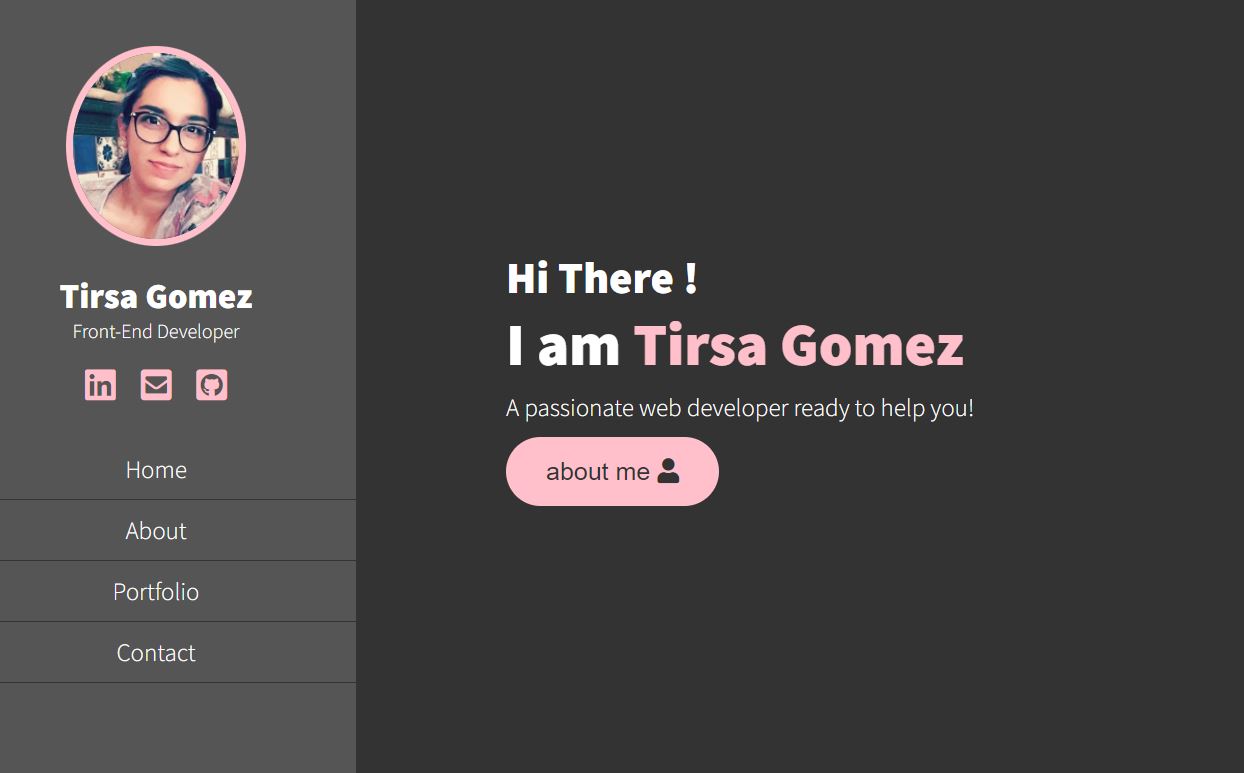 Tirsa Gomez
Front-End Developer
in
Home
About
Portfolio
Contact
Hi There !
I am Tirsa Gomez
A passionate web developer ready to help you!
about me